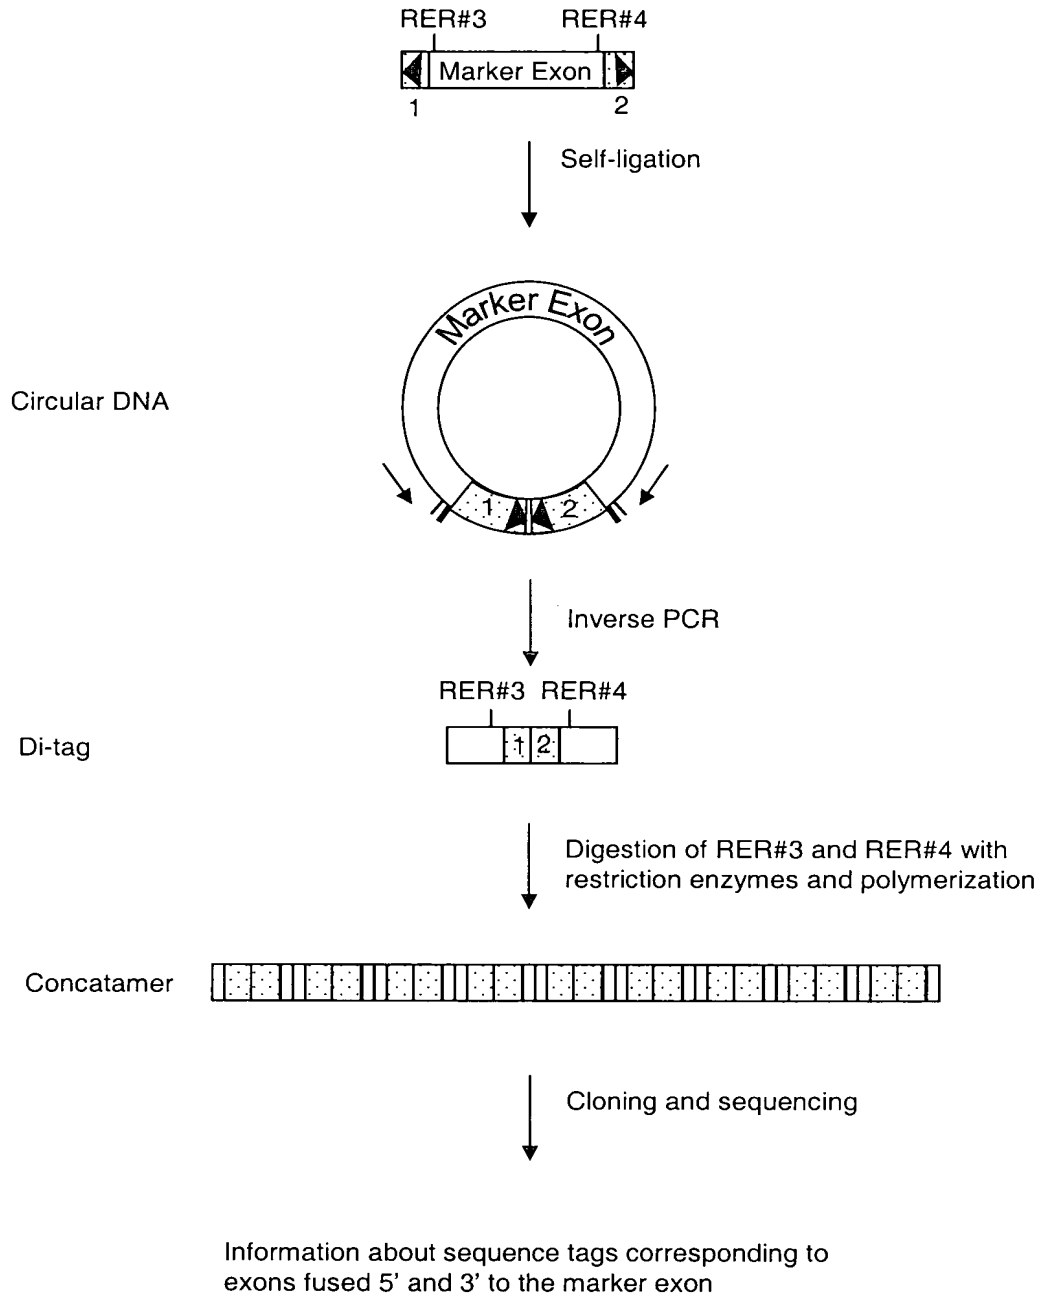 RER#3 RER#4
Marker Exon
1 2
Self-ligation
Marker Exon
Circular DNA
1 2
Inverse PCR
RER#3 RER#4
Di-tag
1 2
Digestion of RER#3 and RER#4 with
restriction enzymes and polymerization
Concatamer
Cloning and sequencing
Information about sequence tags corresponding to
exons fused 5' and 3' to the marker exon